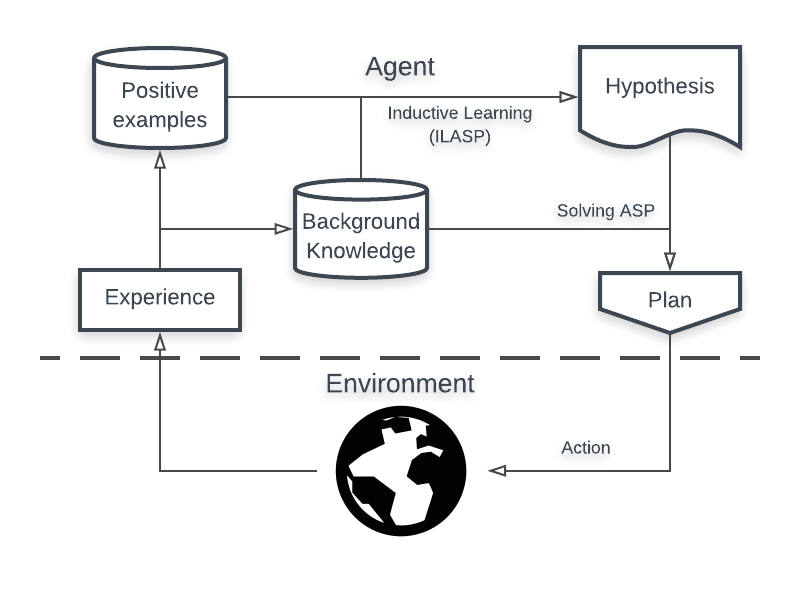 Agent
Positive
examples
Hypothesis
Inductive Learning
(ILASP)
Background
Knowledge
Solving ASP
Experience
Plan
Environment
Action